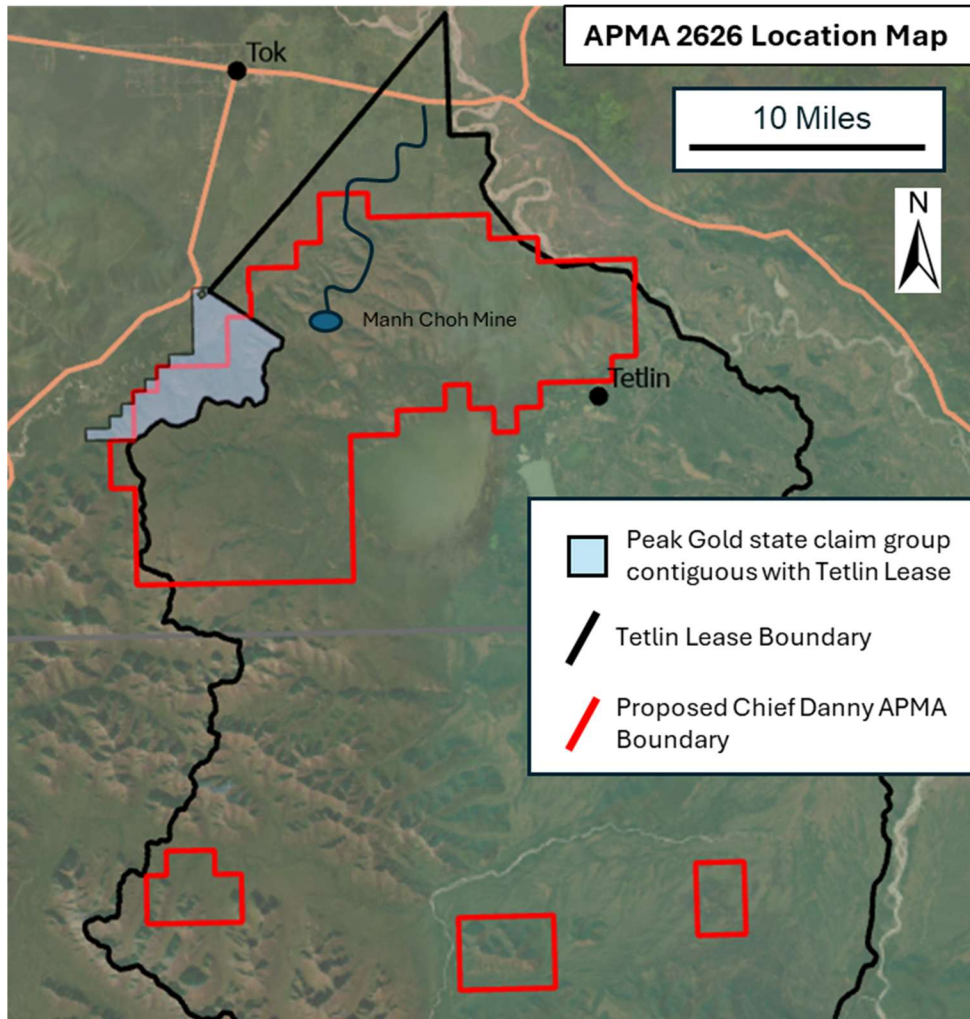 APMA 2626 Location Map
Tok
10 Miles
N
Manh Choh Mine
Tetlin
Peak Gold state claim group
contiguous with Tetlin Lease
Tetlin Lease Boundary
Proposed Chief Danny APMA
Boundary